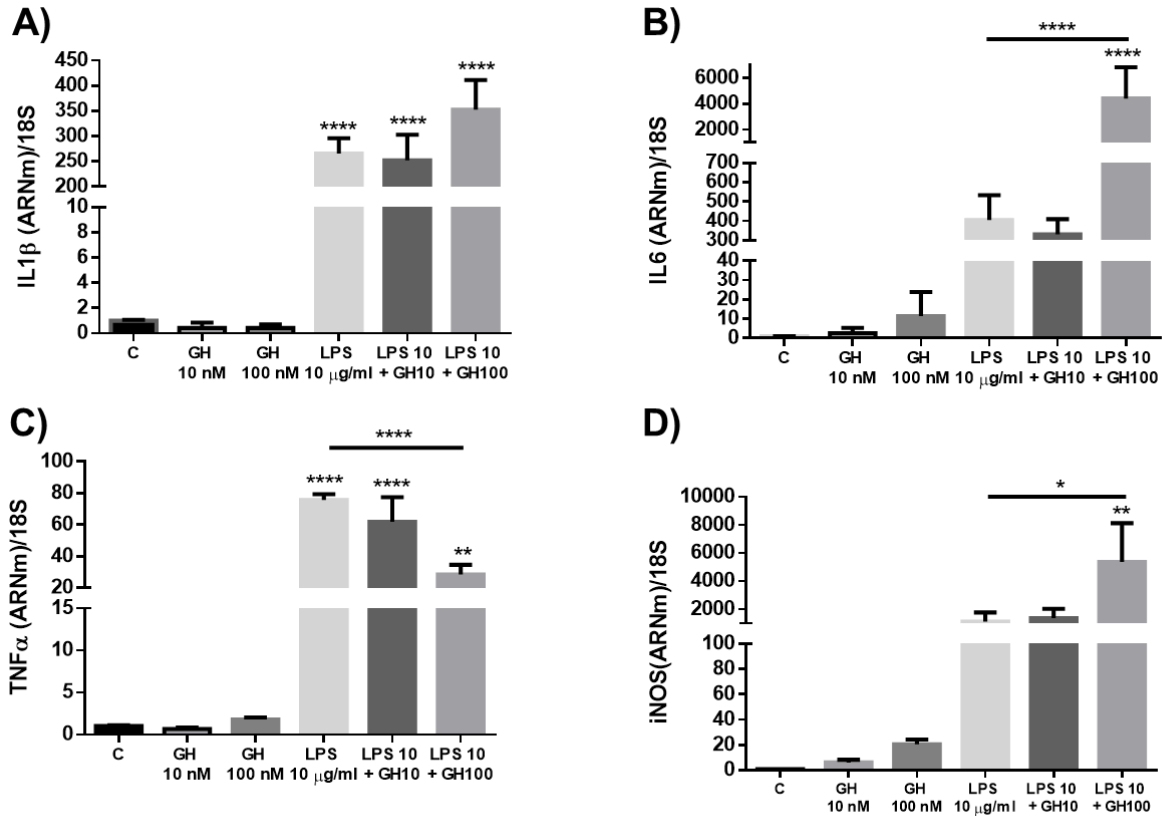 A)
IL1β (ARNm)/18S
450
400
350
300
250
200
10
8
6
4
2
0
****
****
****
C
GH
10 nM
GH
100 nM
LPS
10 µg/ml
LPS 10
+ GH10
LPS 10
+ GH100
B)
IL6 (ARNm)/18S
6000
4000
2000
700
600
500
400
300
40
30
20
10
0
****
****
C
GH
10 nM
GH
100 nM
LPS
10 µg/ml
LPS 10
+ GH10
LPS 10
+ GH100
C)
TNFα (ARNm)/18S
100
80
60
40
20
15
10
5
0
****
****
****
**
C
GH
10 nM
GH
100 nM
LPS
10 µg/ml
LPS 10
+ GH10
LPS 10
+ GH100
D)
iNOS(ARNm)/18S
10000
8000
6000
4000
2000
100
80
60
40
20
0
*
**
C
GH
10 nM
GH
100 nM
LPS
10 µg/ml
LPS 10
+ GH10
LPS 10
+ GH100